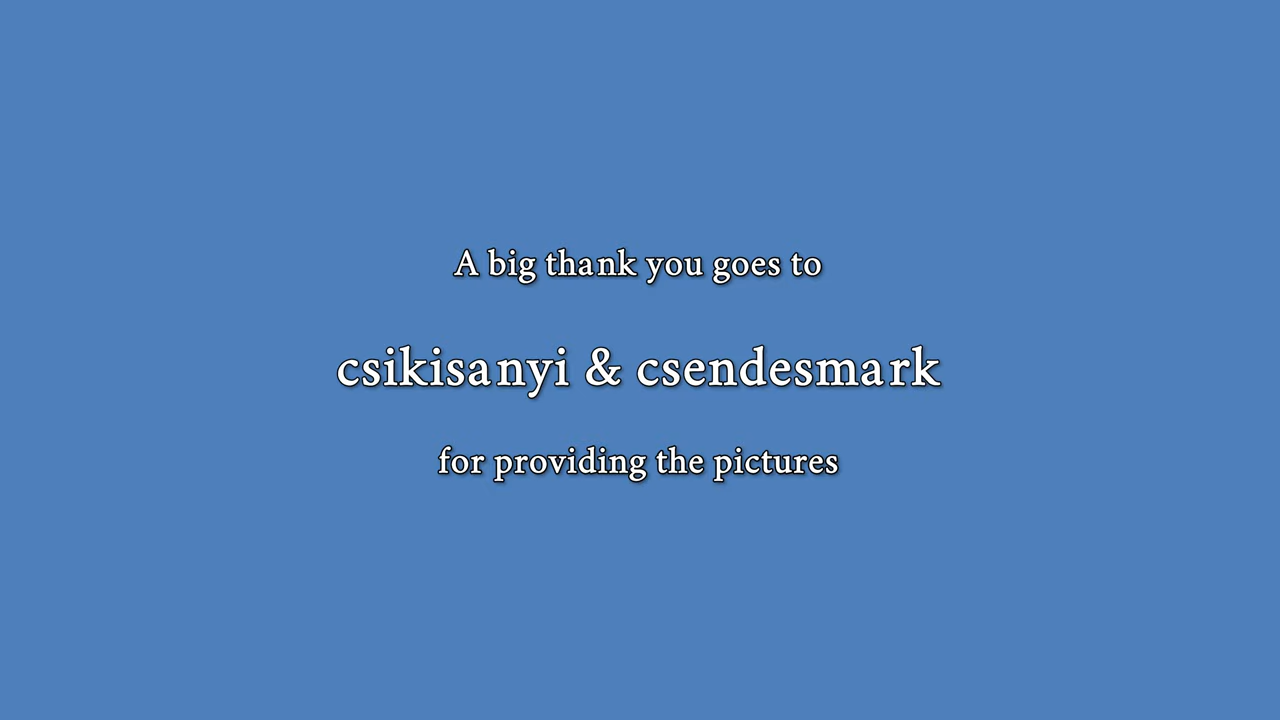 A big thank you goes to
csikisanyi & csendesmark
for providing the pictures